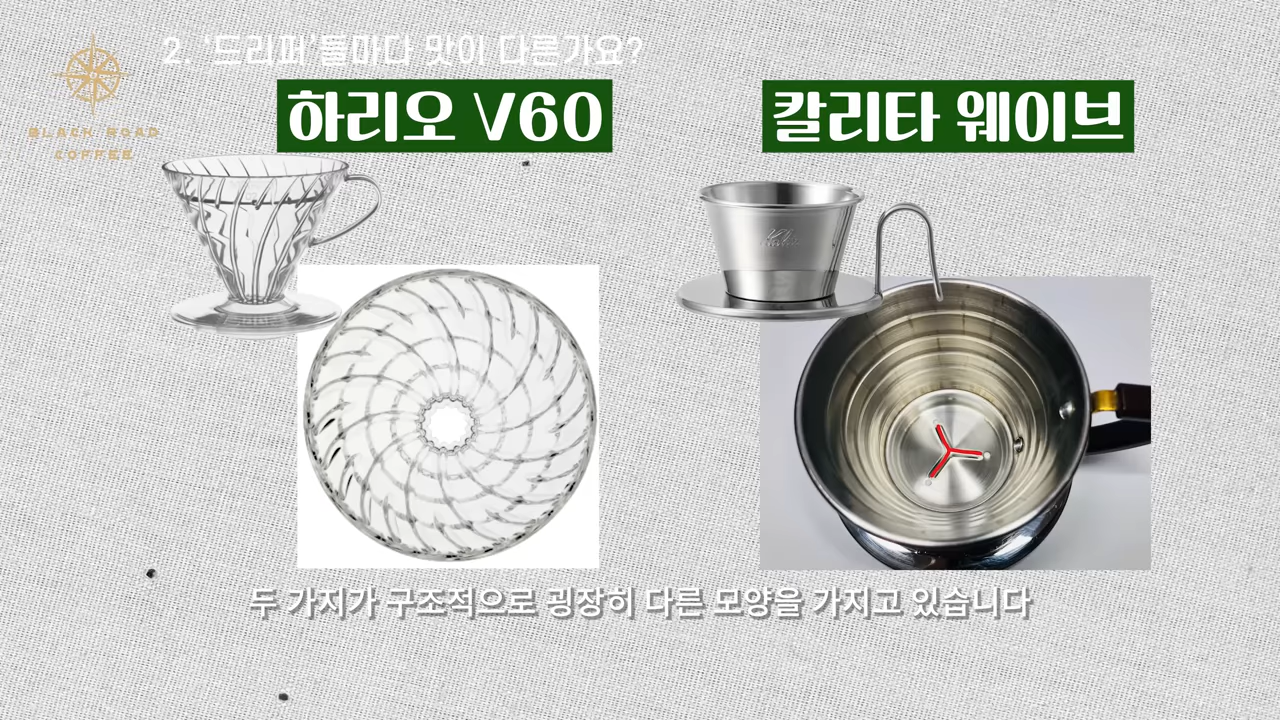 2. '드리퍼'들마다 맛이 다른가요?
BLACK ROAD
COFFEE
하리오 V60
칼리타 웨이브
두 가지가 구조적으로 굉장히 다른 모양을 가지고 있습니다